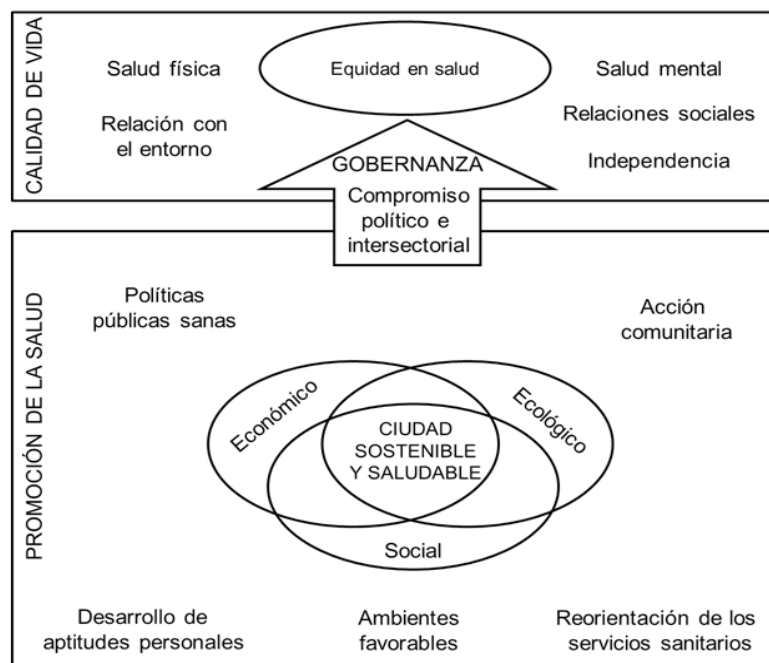 CALIDAD DE VIDA
Salud física
Equidad en salud
Salud mental
Relación con
el entorno
Relaciones sociales
Independencia
GOBERNANZA
Compromiso
político e
intersectorial
PROMOCIÓN DE LA SALUD
Políticas
públicas sanas
Acción
comunitaria
Económico
Ecológico
CIUDAD
SOSTENIBLE
Y SALUDABLE
Social
Desarrollo de
aptitudes personales
Ambientes
favorables
Reorientación de los
servicios sanitarios